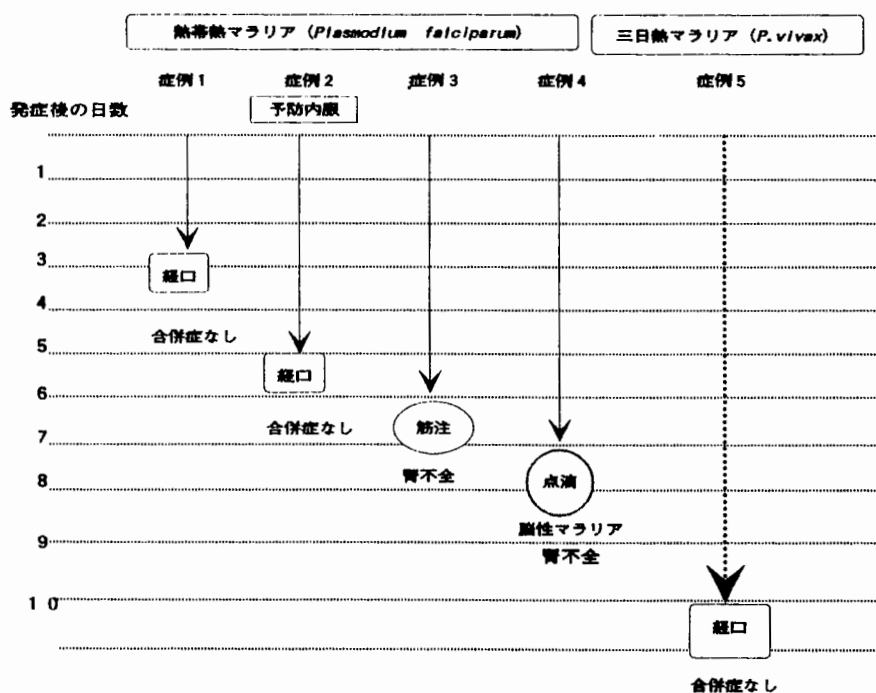 熱帯熱マラリア (Plasmodium falciparum)
三日熱マラリア (P.vivax)
症例1
症例2
症例3
症例4
症例5
発症後の日数
予防内服
1
2
3
経口
4
合併症なし
5
経口
6
合併症なし
筋注
7
腎不全
8
点滴
脳性マラリア
9
腎不全
10
経口
合併症なし